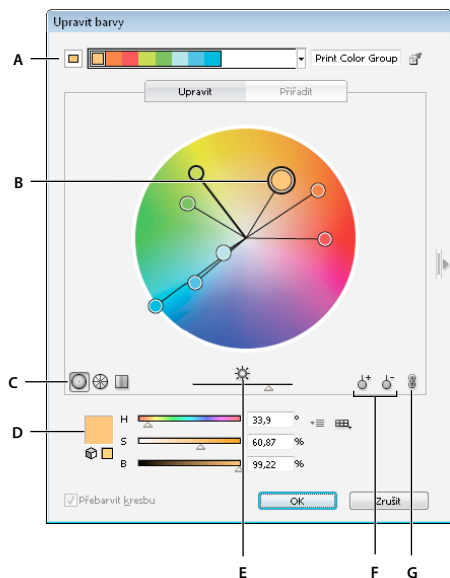 Upravit barvy
A
Print Color Group
Upravit Přiřadit
B
C
D
H 33,9 °
S 60,87 %
B 99,22 %
Přebarvit kresbu OK Zrušit
E F G